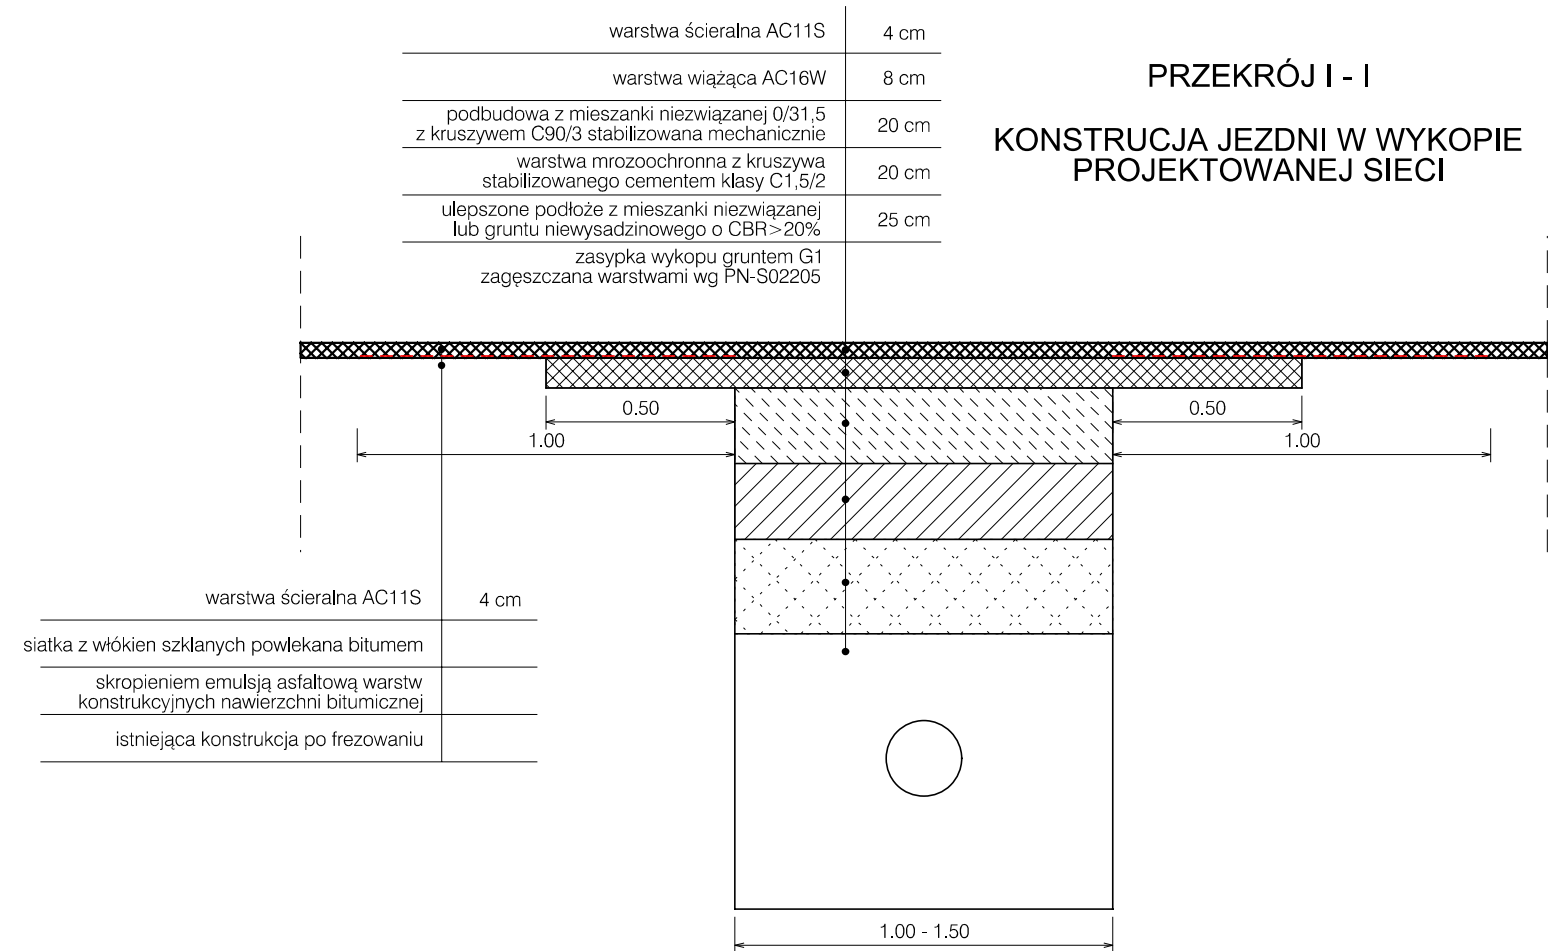 warstwa ścieralna AC11S 4 cm
warstwa wiążąca AC16W 8 cm
podbudowa z mieszanki niezwiązanej 0/31,5
z kruszywem C90/3 stabilizowana mechanicznie
20 cm
warstwa mrozoochronna z kruszywa
stabilizowanego cementem klasy C1,5/2
20 cm
ulepszone podłoże z mieszanki niezwiązanej
lub gruntu niewysadzinowego o CBR>20%
25 cm
zasypka wykopu gruntem G1
zagęszczana warstwami wg PN-S02205
PRZEKRÓJ I - I
KONSTRUCJA JEZDNI W WYKOPIE
PROJEKTOWANEJ SIECI
0.50
0.50
1.00
1.00
warstwa ścieralna AC11S 4 cm
siatka z włókien szklanych powlekana bitumem
skropieniem emulsją asfaltową warstw
konstrukcyjnych nawierzchni bitumicznej
istniejąca konstrukcja po frezowaniu
1.00 - 1.50